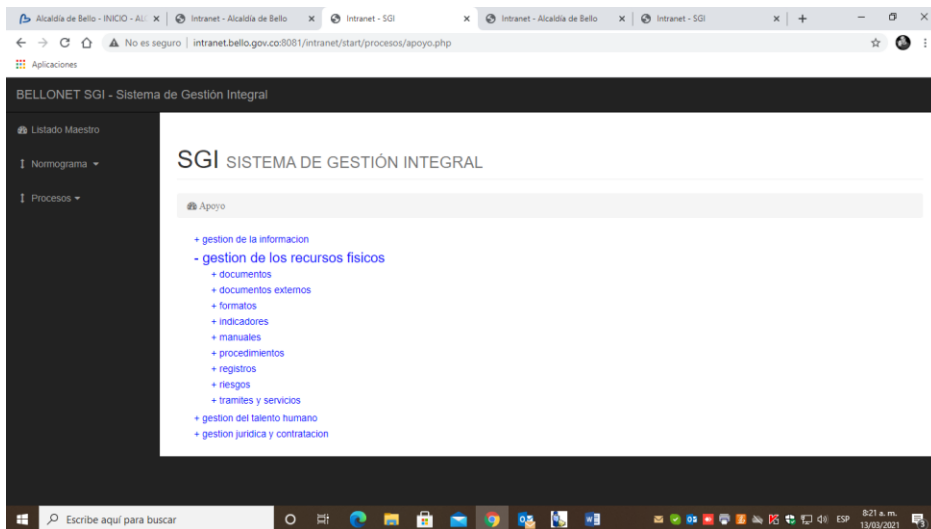 Alcaldía de Bello - INICIO - AL
Intranet - Alcaldía de Bello
Intranet - SGI
Intranet - Alcaldía de Bello
Intranet - SGI
No es seguro | intranet.bello.gov.co:8081/intranet/start/procesos/apoyo.php
Aplicaciones
BELLONET SGI - Sistema de Gestión Integral
Listado Maestro
Normograma
Procesos
SGI SISTEMA DE GESTIÓN INTEGRAL
Apoyo
+ gestion de la informacion
- gestion de los recursos fisicos
+ documentos
+ documentos externos
+ formatos
+ indicadores
+ manuales
+ procedimientos
+ registros
+ riesgos
+ tramites y servicios
+ gestion del talento humano
+ gestion juridica y contratacion
Escribe aquí para buscar
ESP
8:21 a. m.
13/03/2021